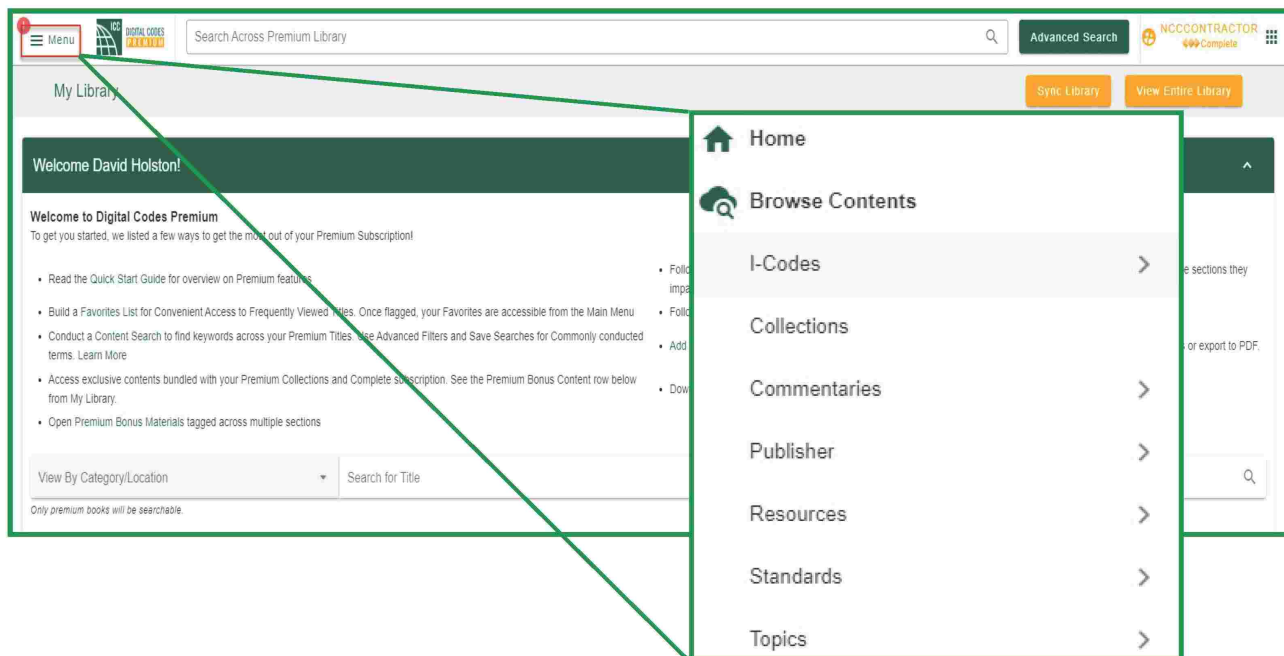 Menu
ICC
DIGITAL CODES
PREMIUM
Search Across Premium Library
Advanced Search
NCCCONTRACTOR
Complete
My Library
Sync Library
View Entire Library
Welcome David Holston!
Welcome to Digital Codes Premium
To get you started, we listed a few ways to get the most out of your Premium Subscription!
• Read the Quick Start Guide for overview on Premium features
• Build a Favorites List for Convenient Access to Frequently Viewed Titles. Once flagged, your Favorites are accessible from the Main Menu
• Conduct a Content Search to find keywords across your Premium Titles. Use Advanced Filters and Save Searches for Commonly conducted
terms. Learn More
• Access exclusive contents bundled with your Premium Collections and Complete subscription. See the Premium Bonus Content row below
from My Library.
• Open Premium Bonus Materials tagged across multiple sections
• Add
e sections they
or export to PDF.
View By Category/Location
Search for Title
Only premium books will be searchable.
Home
Browse Contents
I-Codes
Collections
Commentaries
Publisher
Resources
Standards
Topics